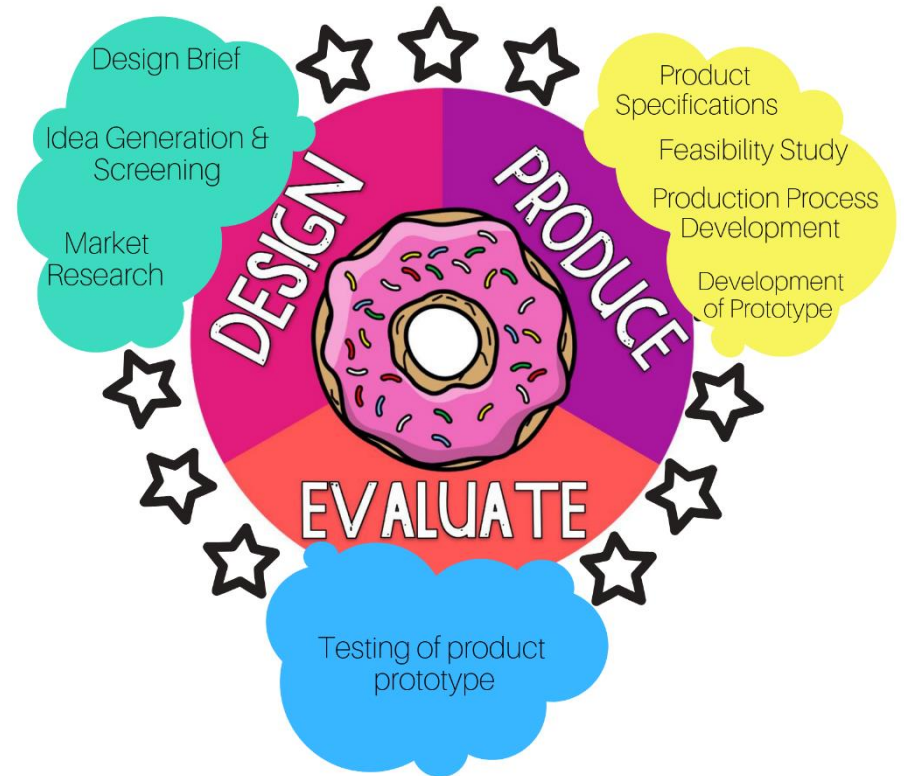 Design Brief
Idea Generation &
Screening
Market
Research
DESIGN
PRODUCE
Product
Specifications
Feasibility Study
Production Process
Development
Development
of Prototype
EVALUATE
Testing of product
prototype